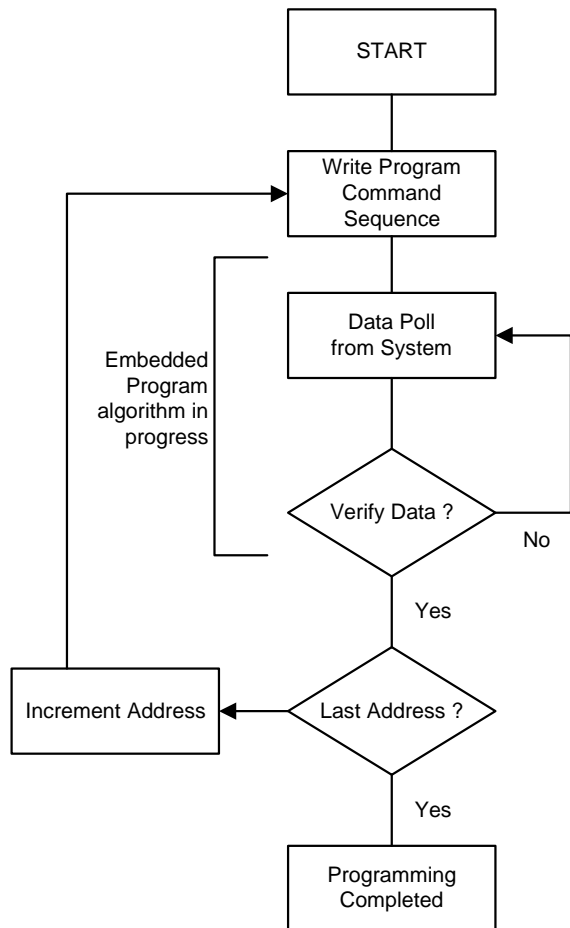 START
Write Program
Command
Sequence
Data Poll
from System
Embedded
Program
algorithm in
progress
Verify Data ?
No
Yes
Increment Address
Last Address ?
Yes
Programming
Completed